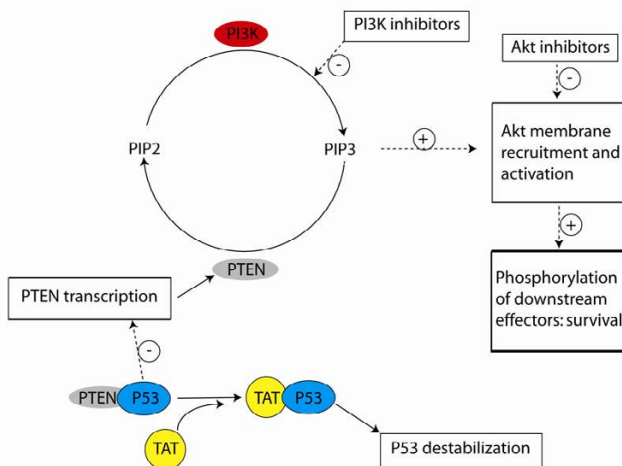 PI3K
PI3K inhibitors
-
Akt inhibitors
-
PIP2
PIP3
+
Akt membrane
recruitment and
activation
+
PTEN
PTEN transcription
Phosphorylation
of downstream
effectors: survival
-
PTEN P53
TAT P53
TAT
P53 destabilization